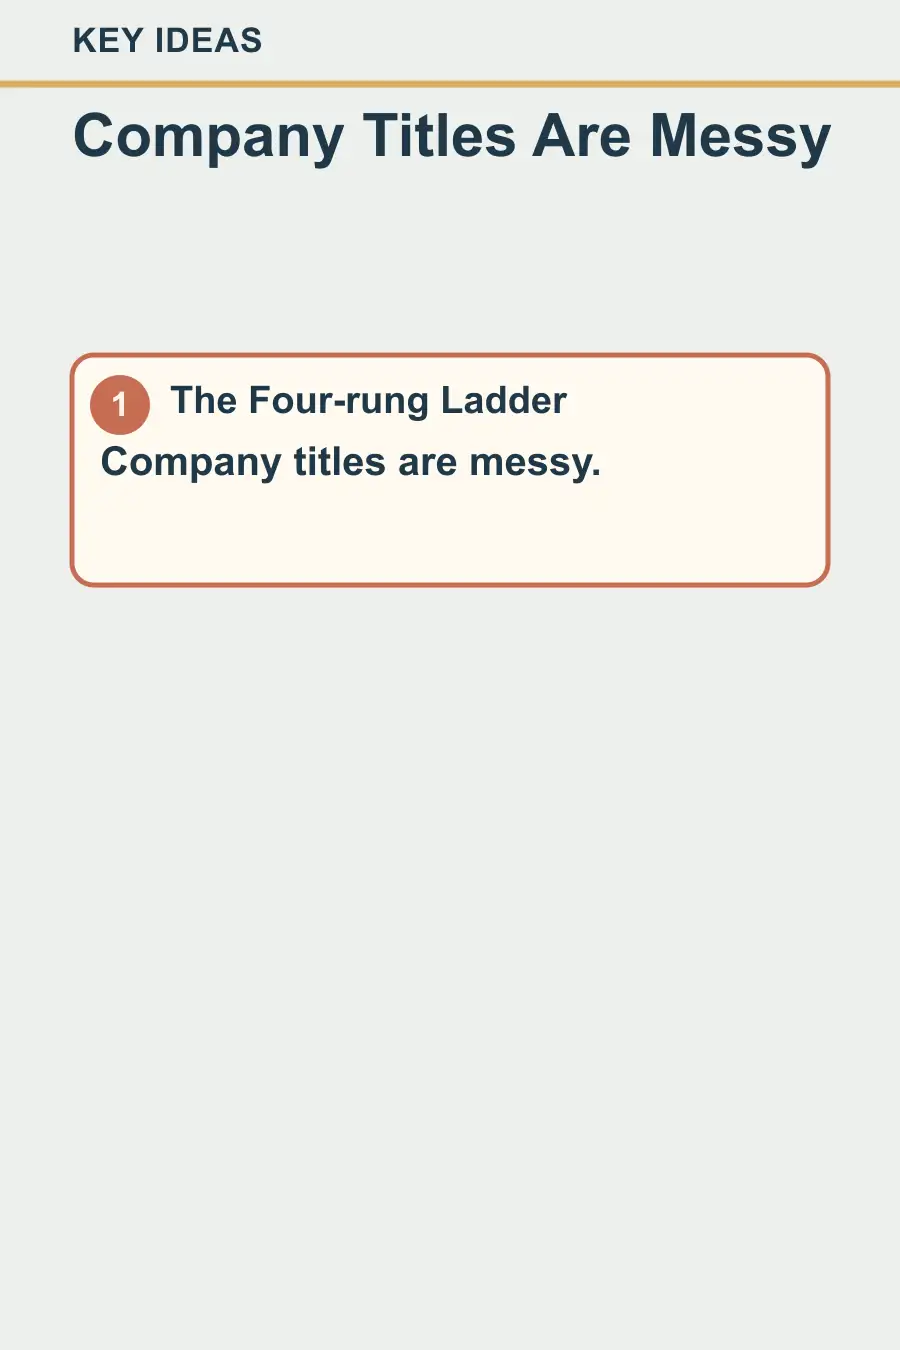 KEY IDEAS
Company Titles Are Messy
1 The Four-rung Ladder
Company titles are messy.